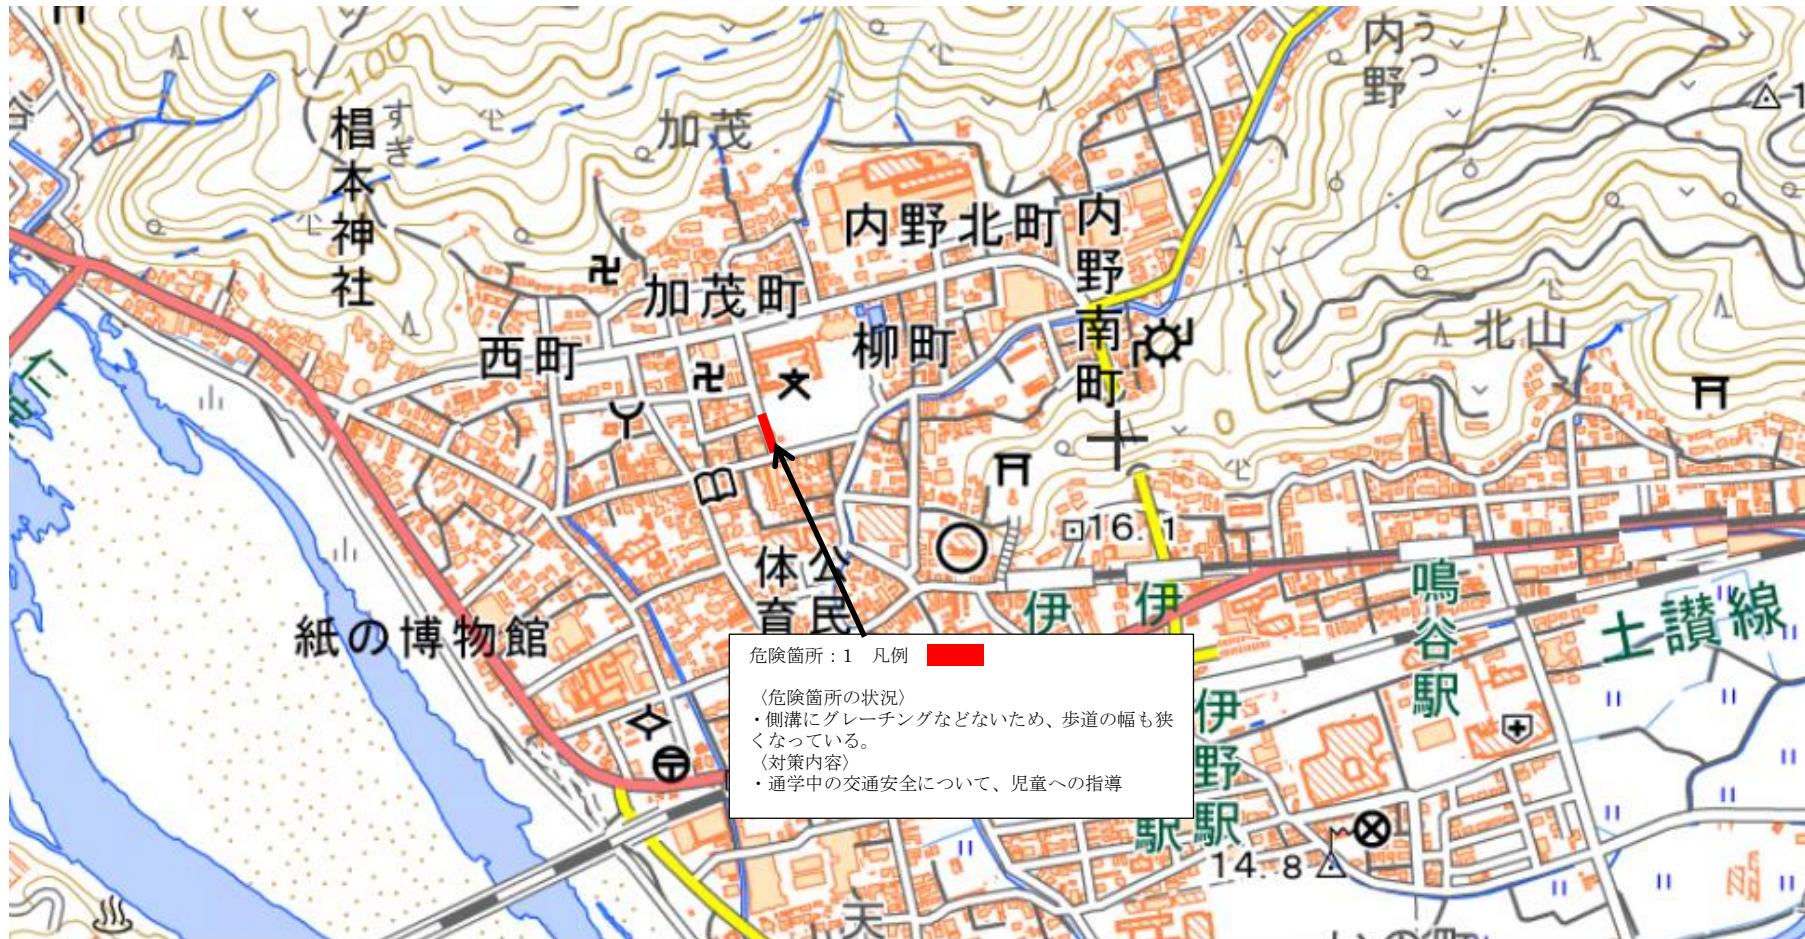 100
椙本神社
すぎ
加茂
内野
うつ
内野北町
内野南町
加茂町
西町
柳町
北山
仁
16.1
体育
公民
紙の博物館
伊
伊
鳴谷駅
土讃線
伊野駅
駅
14.8
天
危険箇所：1　凡例
〈危険箇所の状況〉
・側溝にグレーチングなどないため、歩道の幅も狭
くなっている。
〈対策内容〉
・通学中の交通安全について、児童への指導